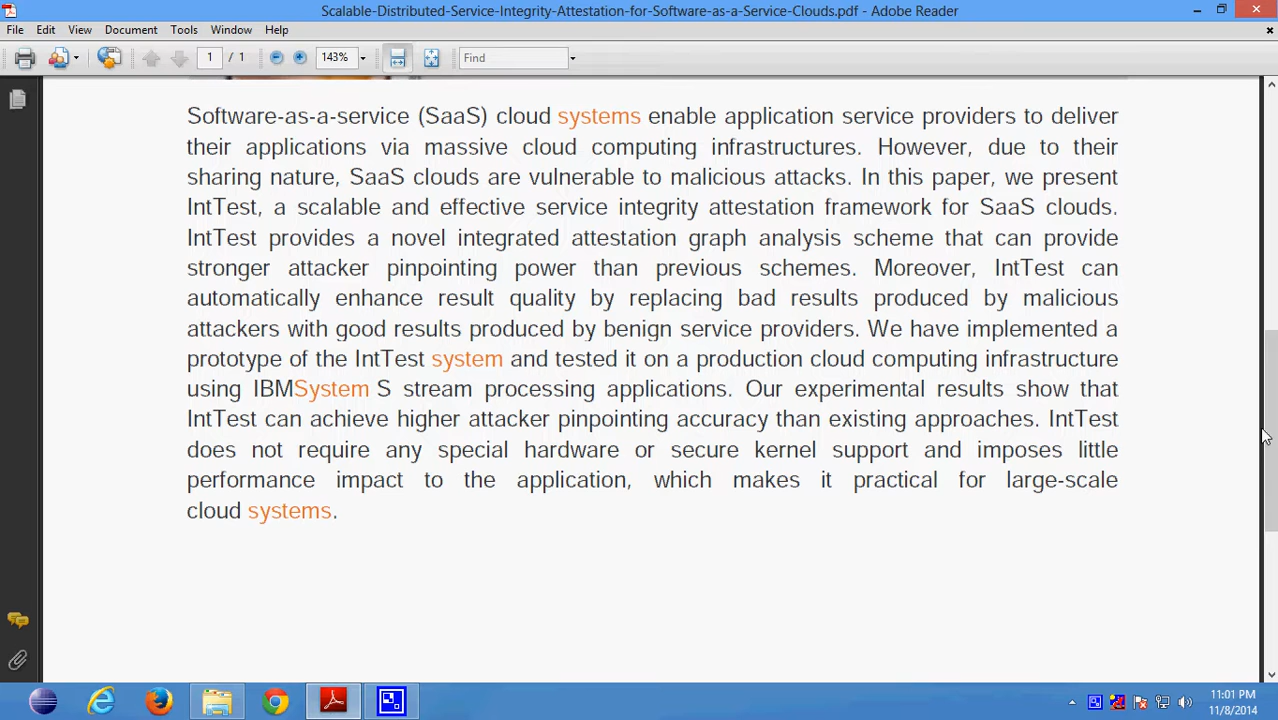 Scalable-Distributed-Service-Integrity-Attestation-for-Software-as-a-Service-Clouds.pdf - Adobe Reader
File Edit View Document Tools Window Help
1 / 1 143% Find
Software-as-a-service (SaaS) cloud systems enable application service providers to deliver
their applications via massive cloud computing infrastructures. However, due to their
sharing nature, SaaS clouds are vulnerable to malicious attacks. In this paper, we present
IntTest, a scalable and effective service integrity attestation framework for SaaS clouds.
IntTest provides a novel integrated attestation graph analysis scheme that can provide
stronger attacker pinpointing power than previous schemes. Moreover, IntTest can
automatically enhance result quality by replacing bad results produced by malicious
attackers with good results produced by benign service providers. We have implemented a
prototype of the IntTest system and tested it on a production cloud computing infrastructure
using IBMSystem S stream processing applications. Our experimental results show that
IntTest can achieve higher attacker pinpointing accuracy than existing approaches. IntTest
does not require any special hardware or secure kernel support and imposes little
performance impact to the application, which makes it practical for large-scale
cloud systems.
11:01 PM
11/8/2014